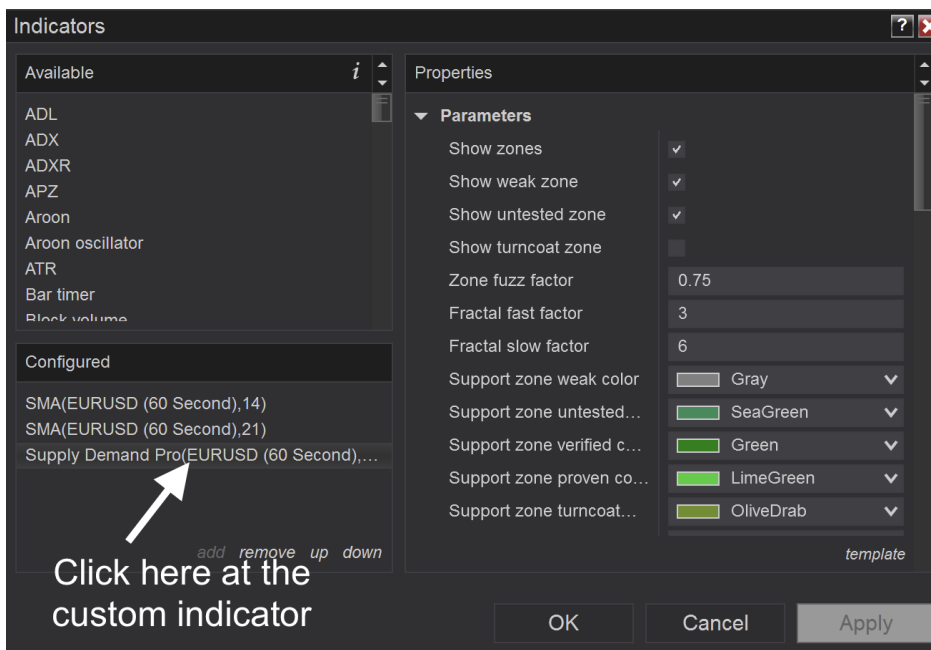 Indicators ?
Available i
ADL
ADX
ADXR
APZ
Aroon
Aroon oscillator
ATR
Bar timer
Block volume
Configured
SMA(EURUSD (60 Second),14)
SMA(EURUSD (60 Second),21)
Supply Demand Pro(EURUSD (60 Second),...
add remove up down
Click here at the
custom indicator
Properties
Parameters
Show zones
Show weak zone
Show untested zone
Show turncoat zone
Zone fuzz factor 0.75
Fractal fast factor 3
Fractal slow factor 6
Support zone weak color Gray
Support zone untested... SeaGreen
Support zone verified c... Green
Support zone proven co... LimeGreen
Support zone turncoat... OliveDrab
template
OK Cancel Apply